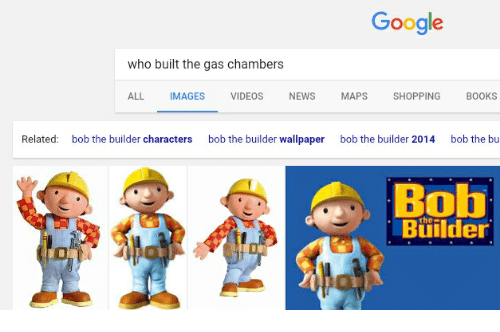 Google
who built the gas chambers
ALL IMAGES VIDEOS NEWS MAPS SHOPPING BOOKS
Related: bob the builder characters bob the builder wallpaper bob the builder 2014 bob the bu
Bob
the
Builder